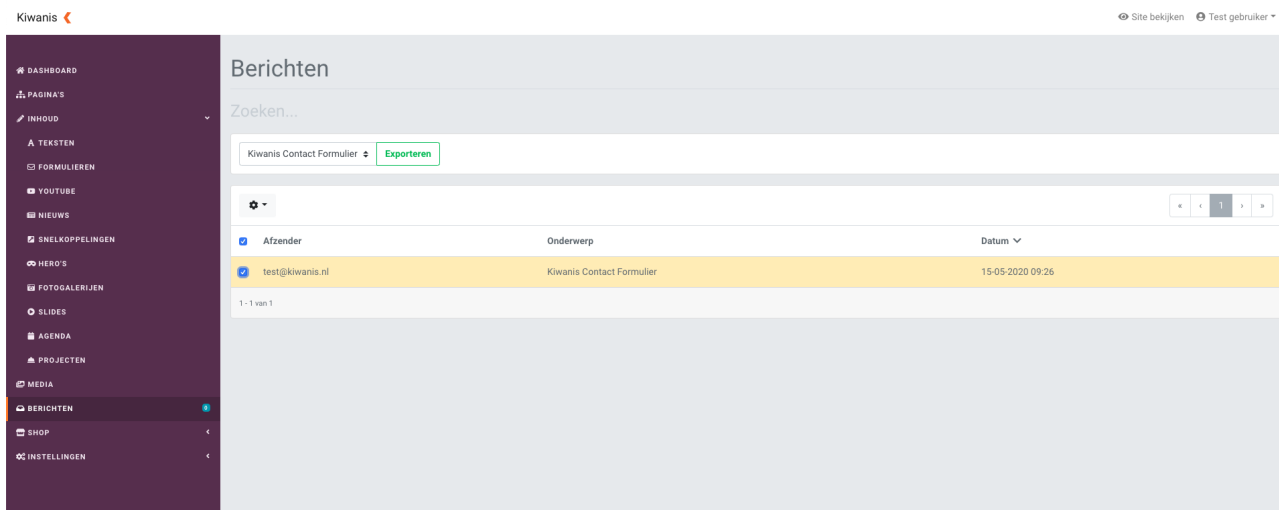 Kiwanis
Site bekijken Test gebruiker
DASHBOARD
PAGINA'S
INHOUD
TEKSTEN
FORMULIEREN
YOUTUBE
NIEUWS
SNELKOPPELINGEN
HERO'S
FOTOGALERIJEN
SLIDES
AGENDA
PROJECTEN
MEDIA
BERICHTEN 0
SHOP
INSTELLINGEN
Berichten
Zoeken...
Kiwanis Contact Formulier Exporteren
« ‹ 1 › »
Afzender Onderwerp Datum
test@kiwanis.nl Kiwanis Contact Formulier 15-05-2020 09:26
1 - 1 van 1